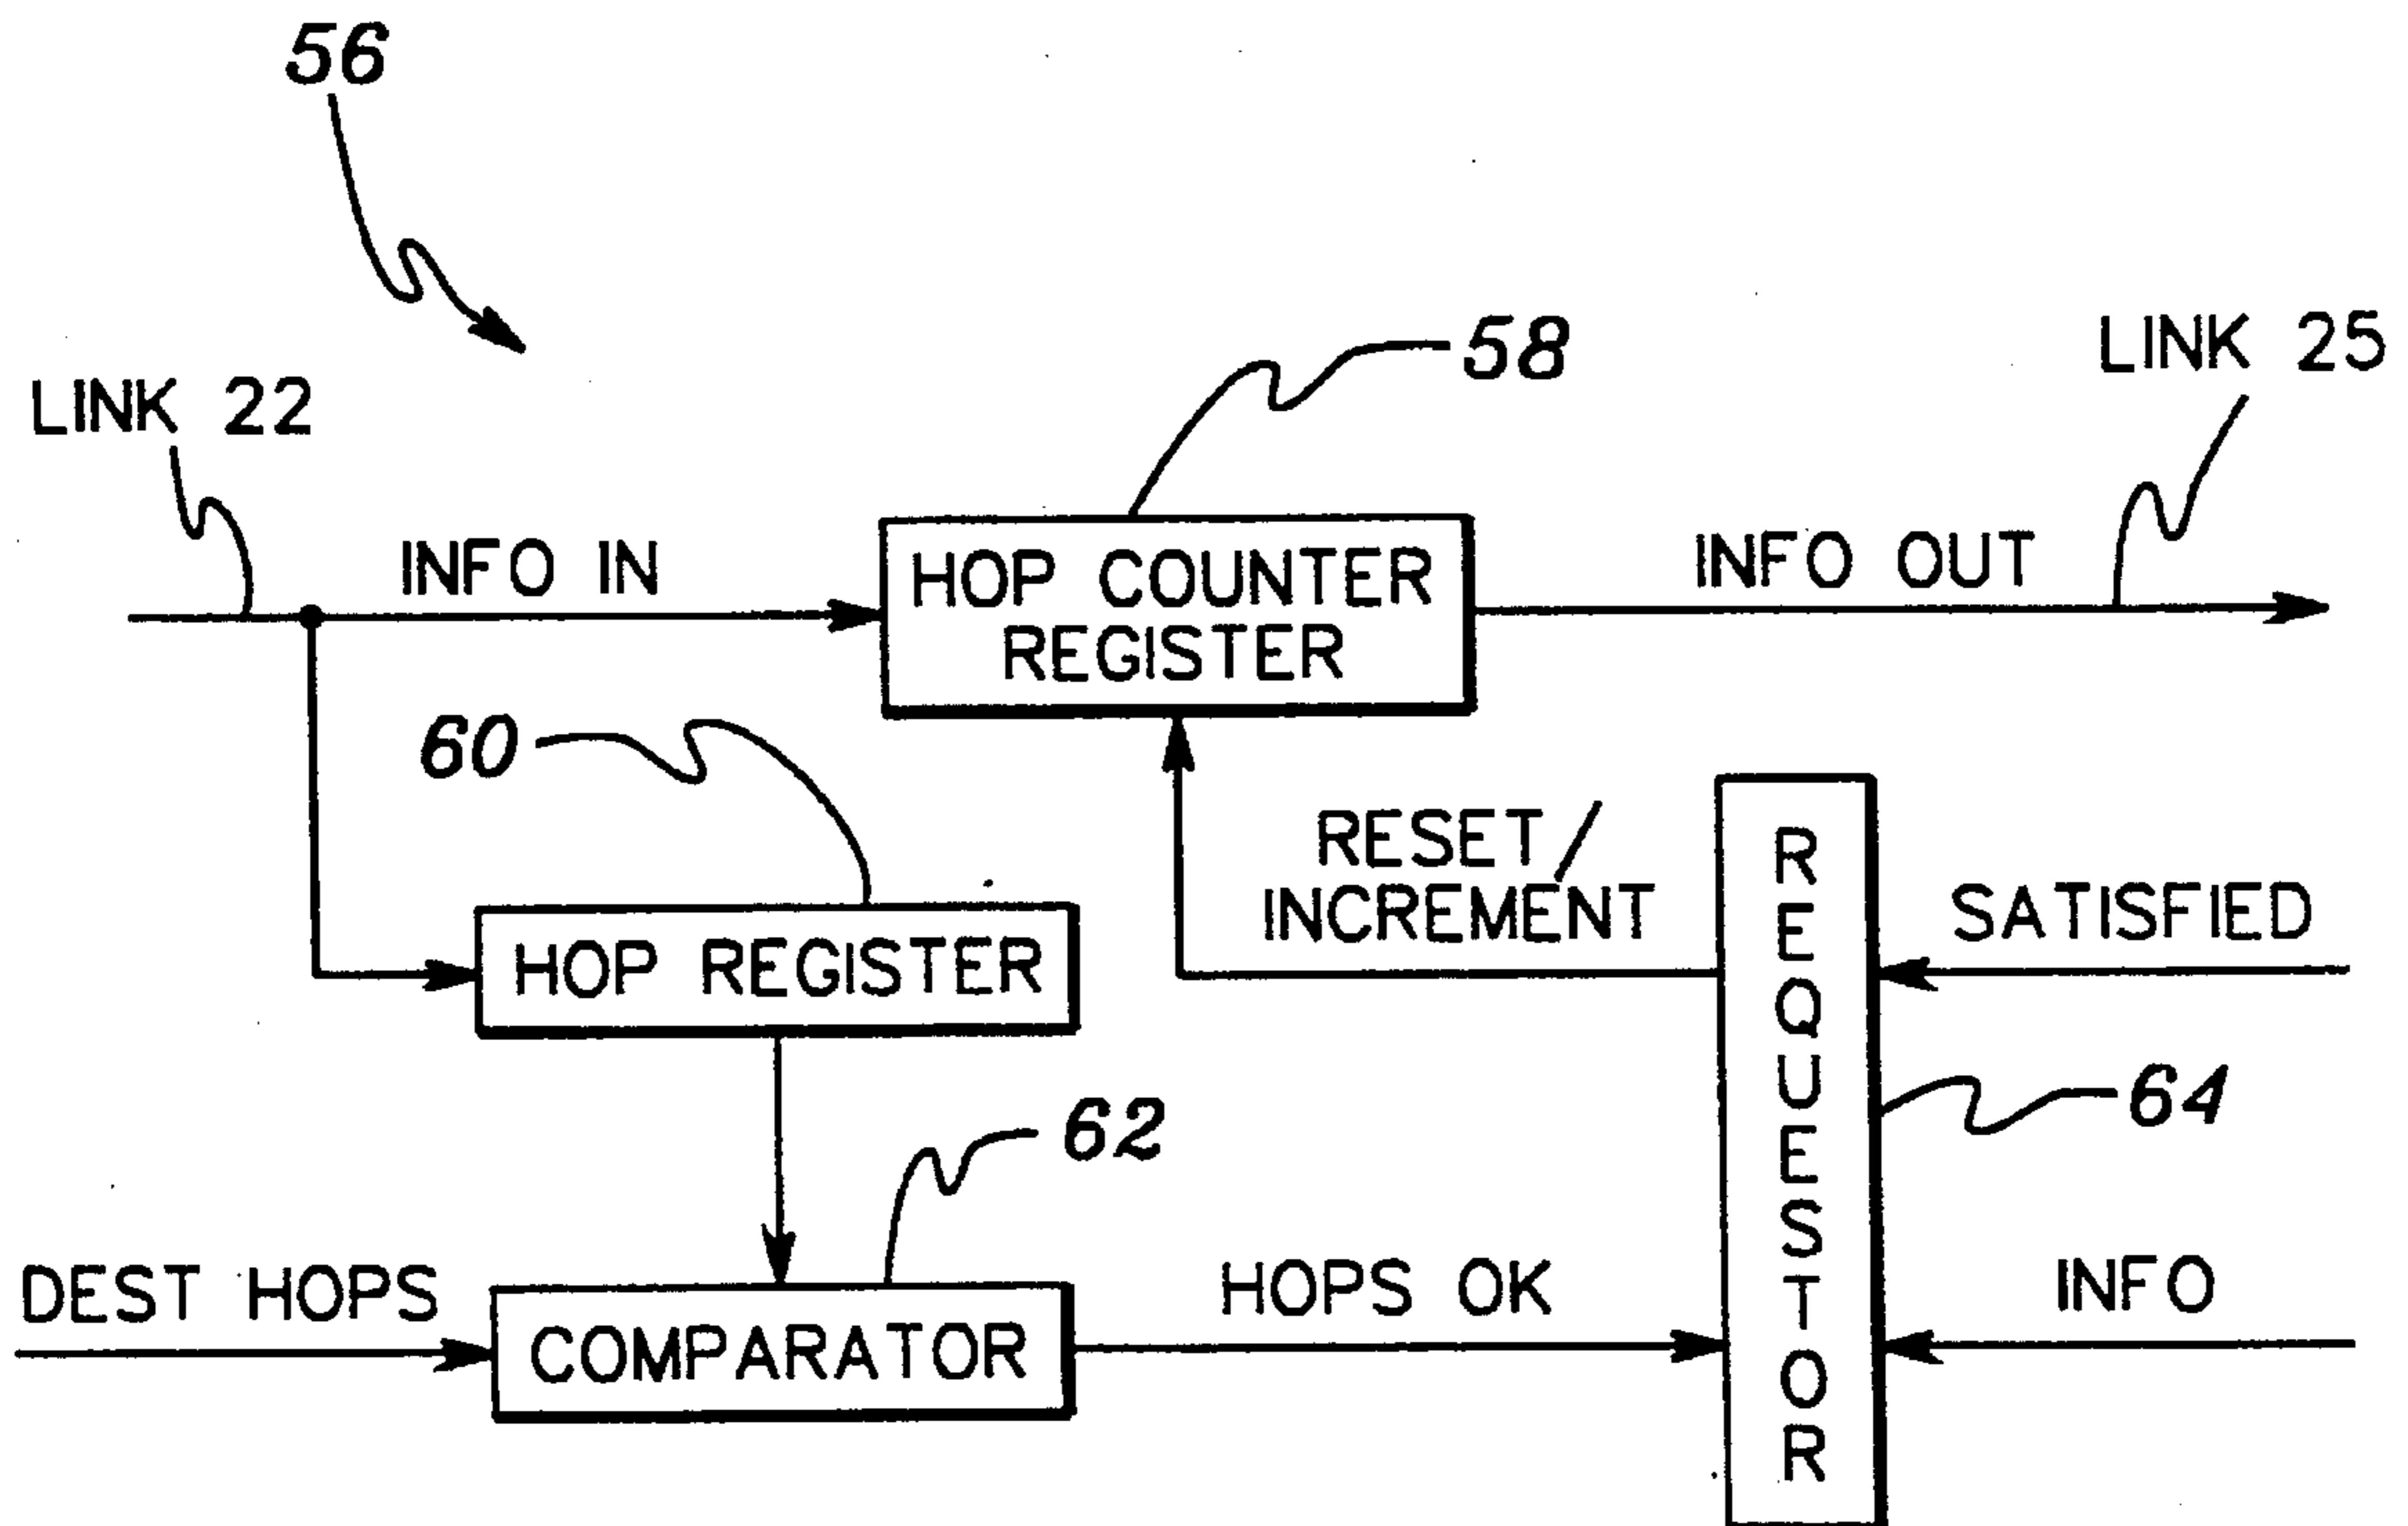 56
58
LINK 25
LINK 22
INFO IN
HOP COUNTER
REGISTER
INFO OUT
60
RESET/
INCREMENT
HOP REGISTER
REQUESTOR
SATISFIED
64
62
DEST HOPS
COMPARATOR
HOPS OK
INFO